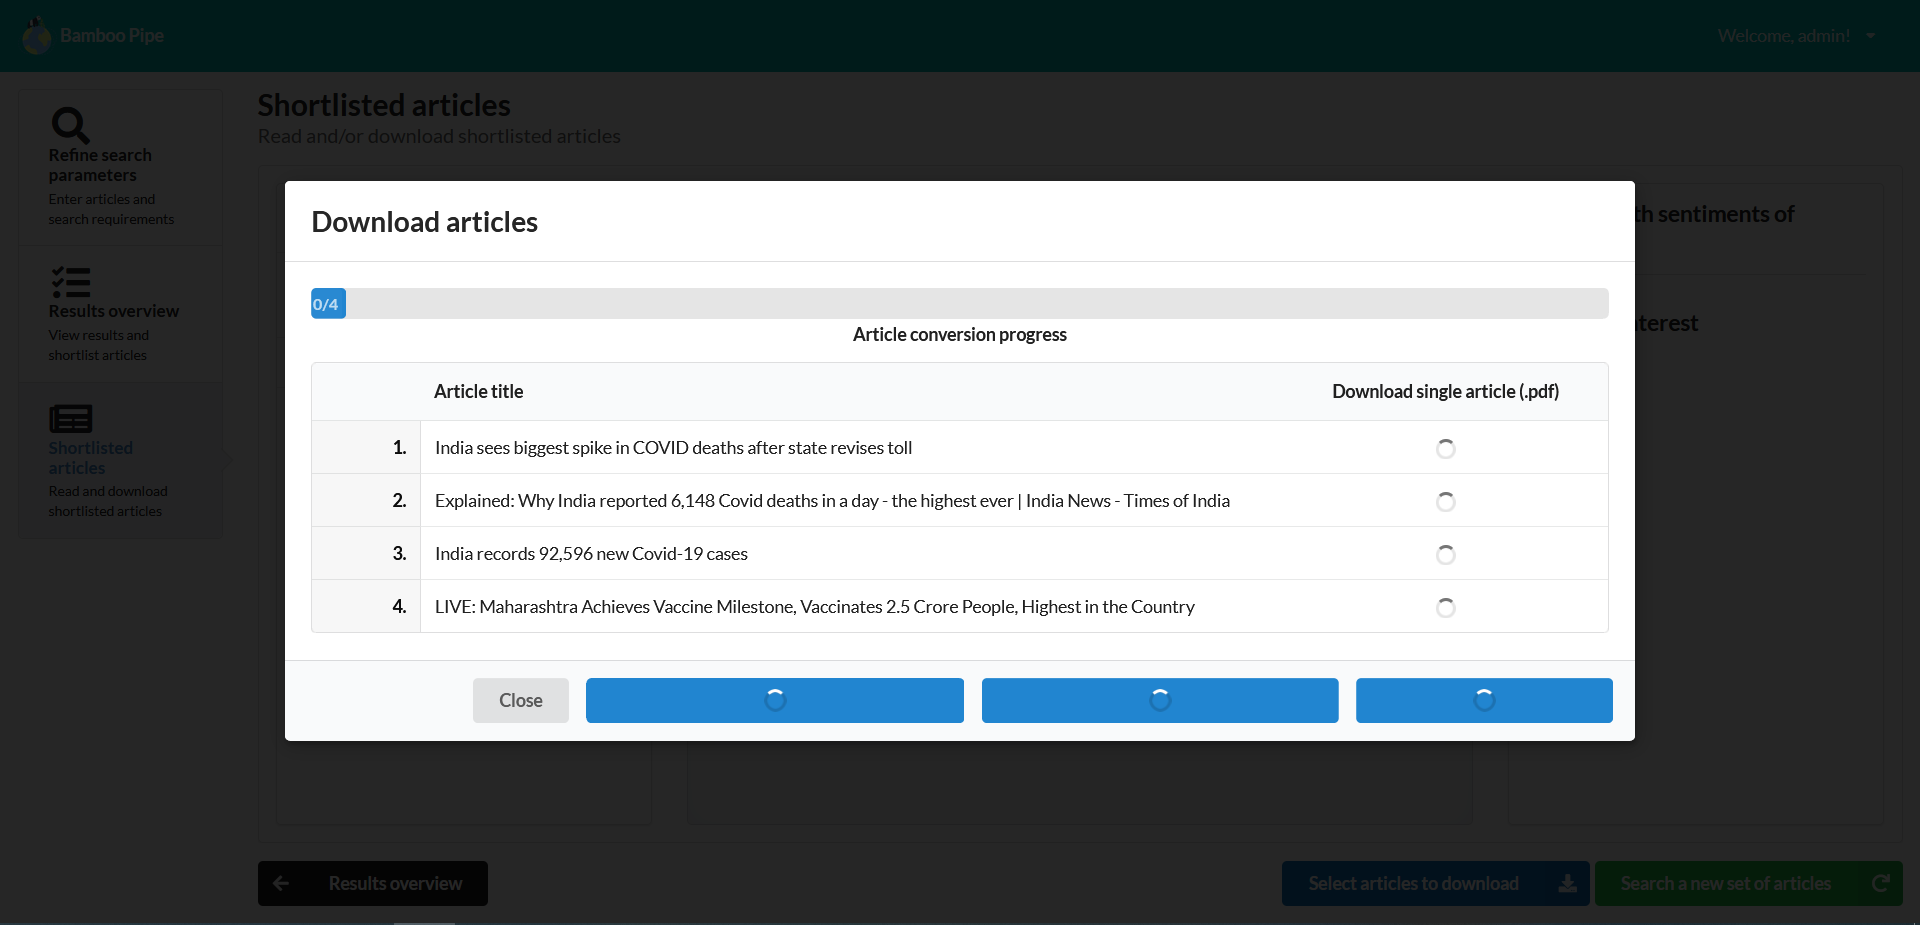 Bamboo Pipe
Welcome, admin!
Refine search
parameters
Enter articles and
search requirements
Results overview
View results and
shortlist articles
Shortlisted
articles
Read and download
shortlisted articles
Shortlisted articles
Read and/or download shortlisted articles
th sentiments of
terest
Download articles
0/4
Article conversion progress
Article title Download single article (.pdf)
1. India sees biggest spike in COVID deaths after state revises toll
2. Explained: Why India reported 6,148 Covid deaths in a day - the highest ever | India News - Times of India
3. India records 92,596 new Covid-19 cases
4. LIVE: Maharashtra Achieves Vaccine Milestone, Vaccinates 2.5 Crore People, Highest in the Country
Close
Results overview
Select articles to download
Search a new set of articles